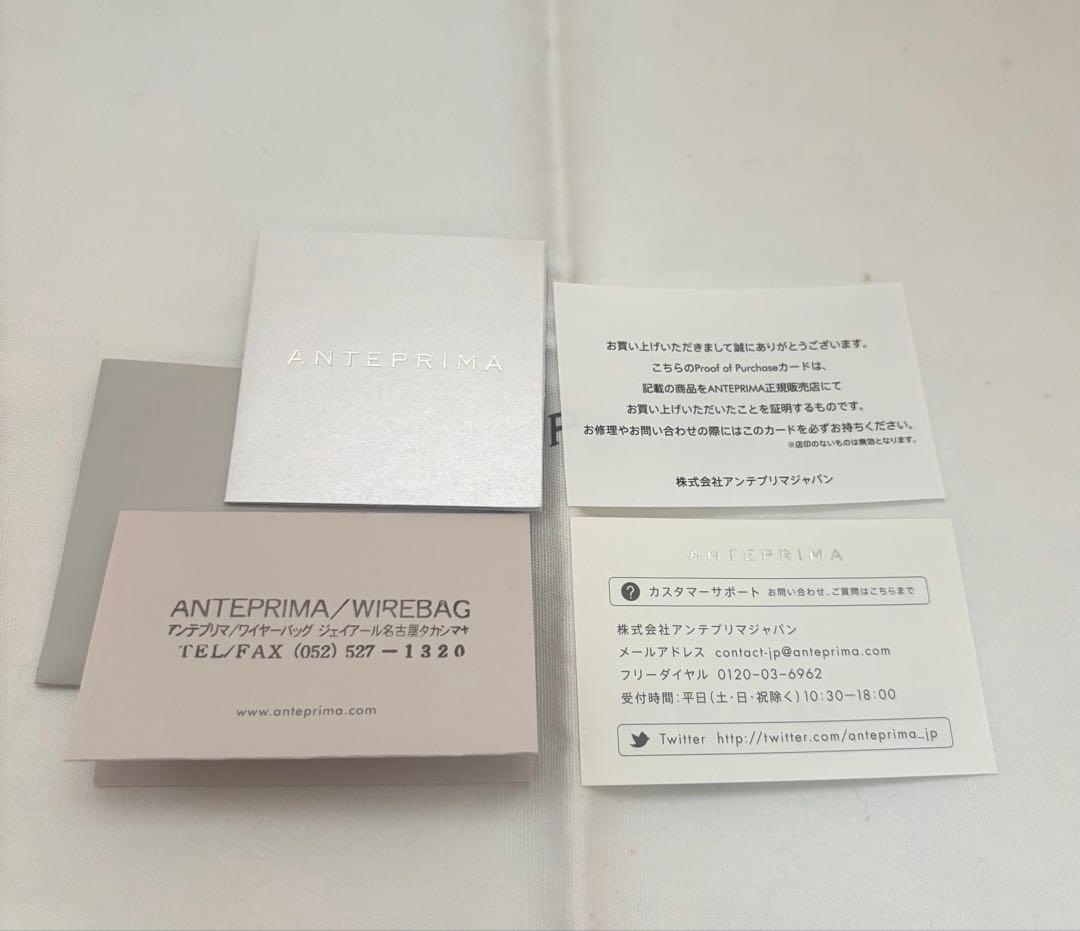 ANTEPRIMA
お買い上げいただきまして誠にありがとうございます。
こちらのProof of Purchaseカードは、
記載の商品をANTEPRIMA正規販売店にて
お買い上げいただいたことを証明するものです。
お修理やお問い合わせの際にはこのカードを必ずお持ちください。
※店印のないものは無効となります。
株式会社アンテプリマジャパン
ANTEPRIMA/WIREBAG
アンテプリマ/ワイヤーバッグ ジェイアール名古屋タカシマヤ
TEL/FAX (052) 527-1320
www.anteprima.com
ANTEPRIMA
? カスタマーサポート お問い合わせ、ご質問はこちらまで
株式会社アンテプリマジャパン
メールアドレス contact-jp@anteprima.com
フリーダイヤル 0120-03-6962
受付時間:平日(土・日・祝除く)10:30-18:00
Twitter http://twitter.com/anteprima_jp